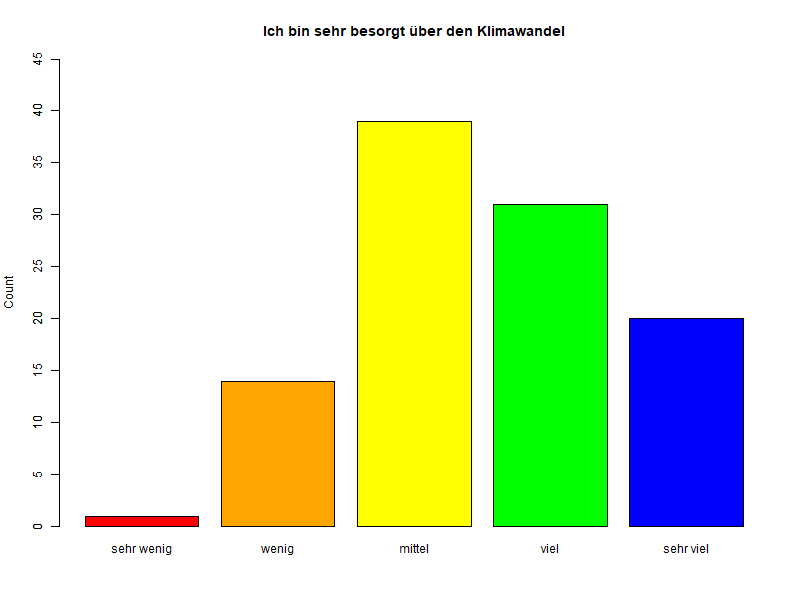 Ich bin sehr besorgt über den Klimawandel
45
40
35
30
25
20
15
10
5
0
Count
sehr wenig
wenig
mittel
viel
sehr viel